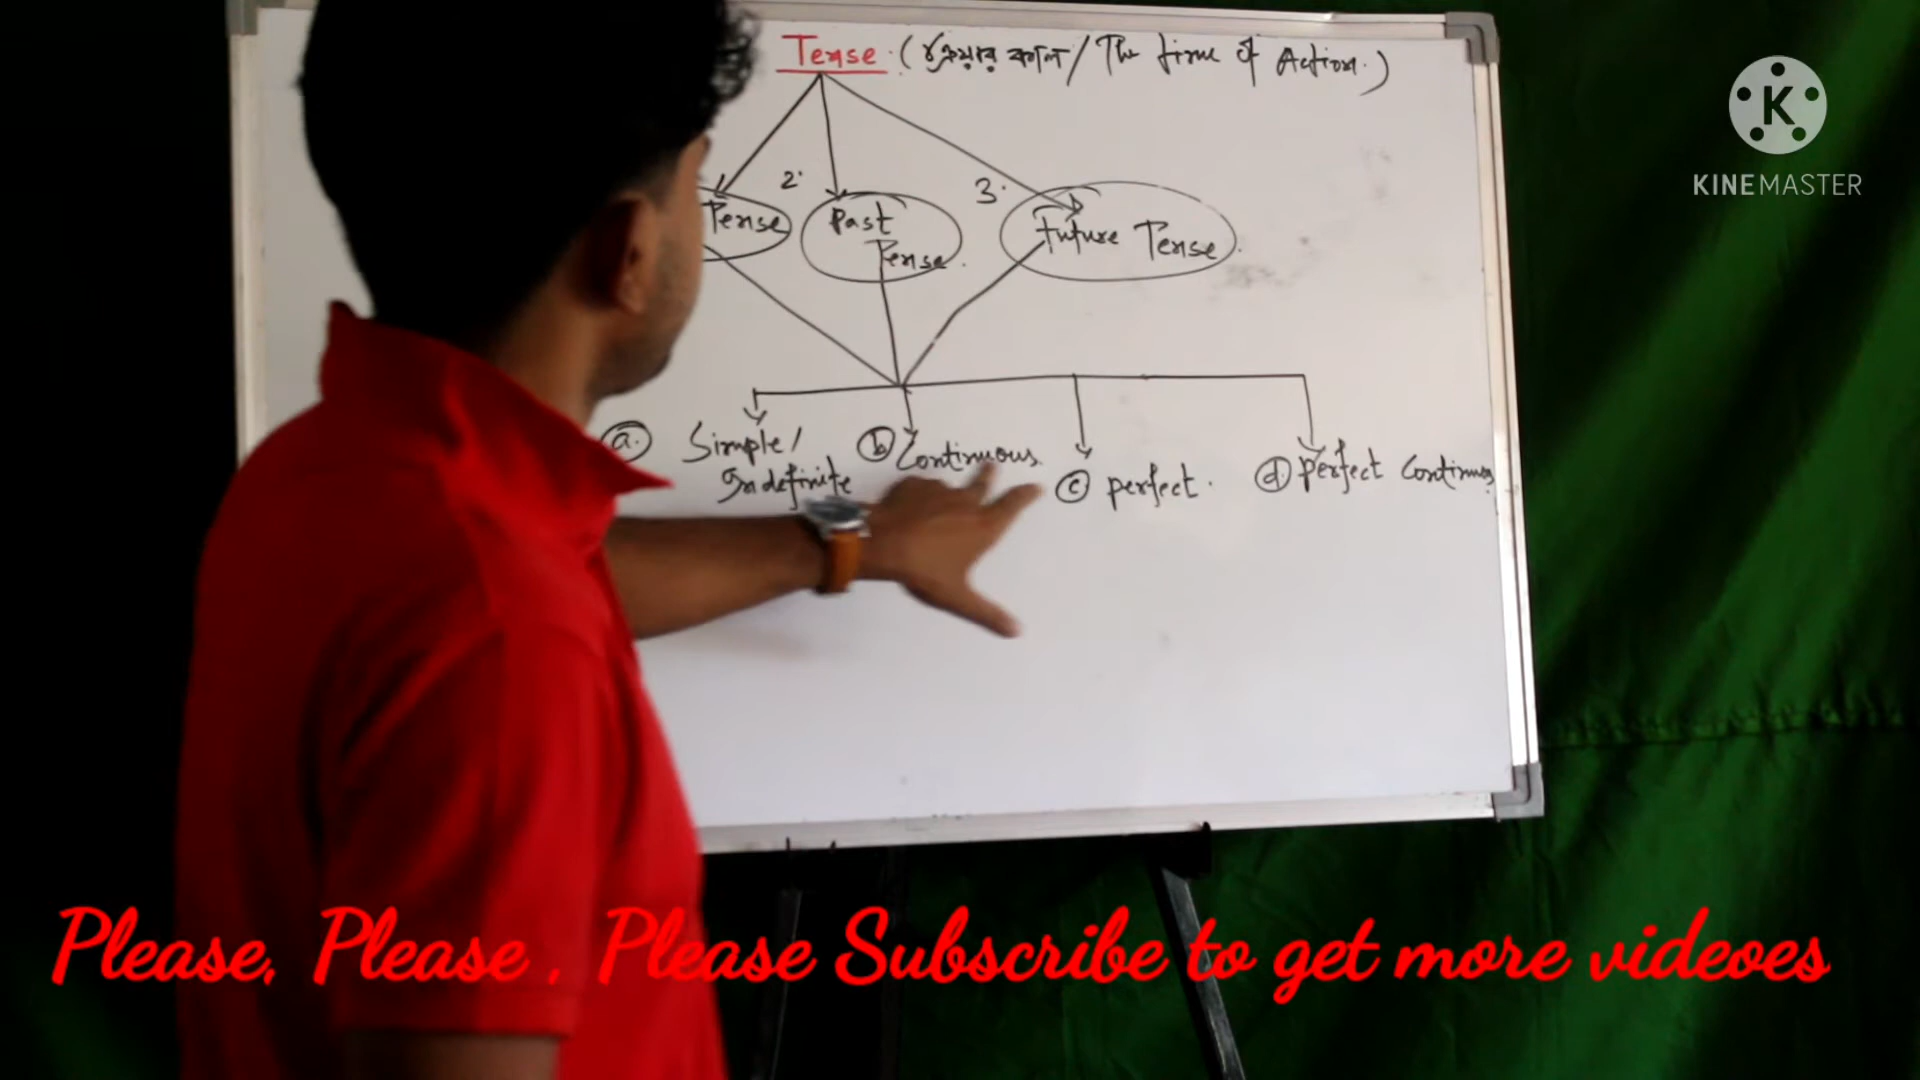 Tense. (ক্রিয়ার কাল / The time of Action.)
K
KINEMASTER
2.
3.
Tense
Past
Tense.
Future Tense.
a. Simple /
Indefinite
b Continuous.
c perfect.
d. Perfect Continuous.
Please, Please , Please Subscribe to get more videoes